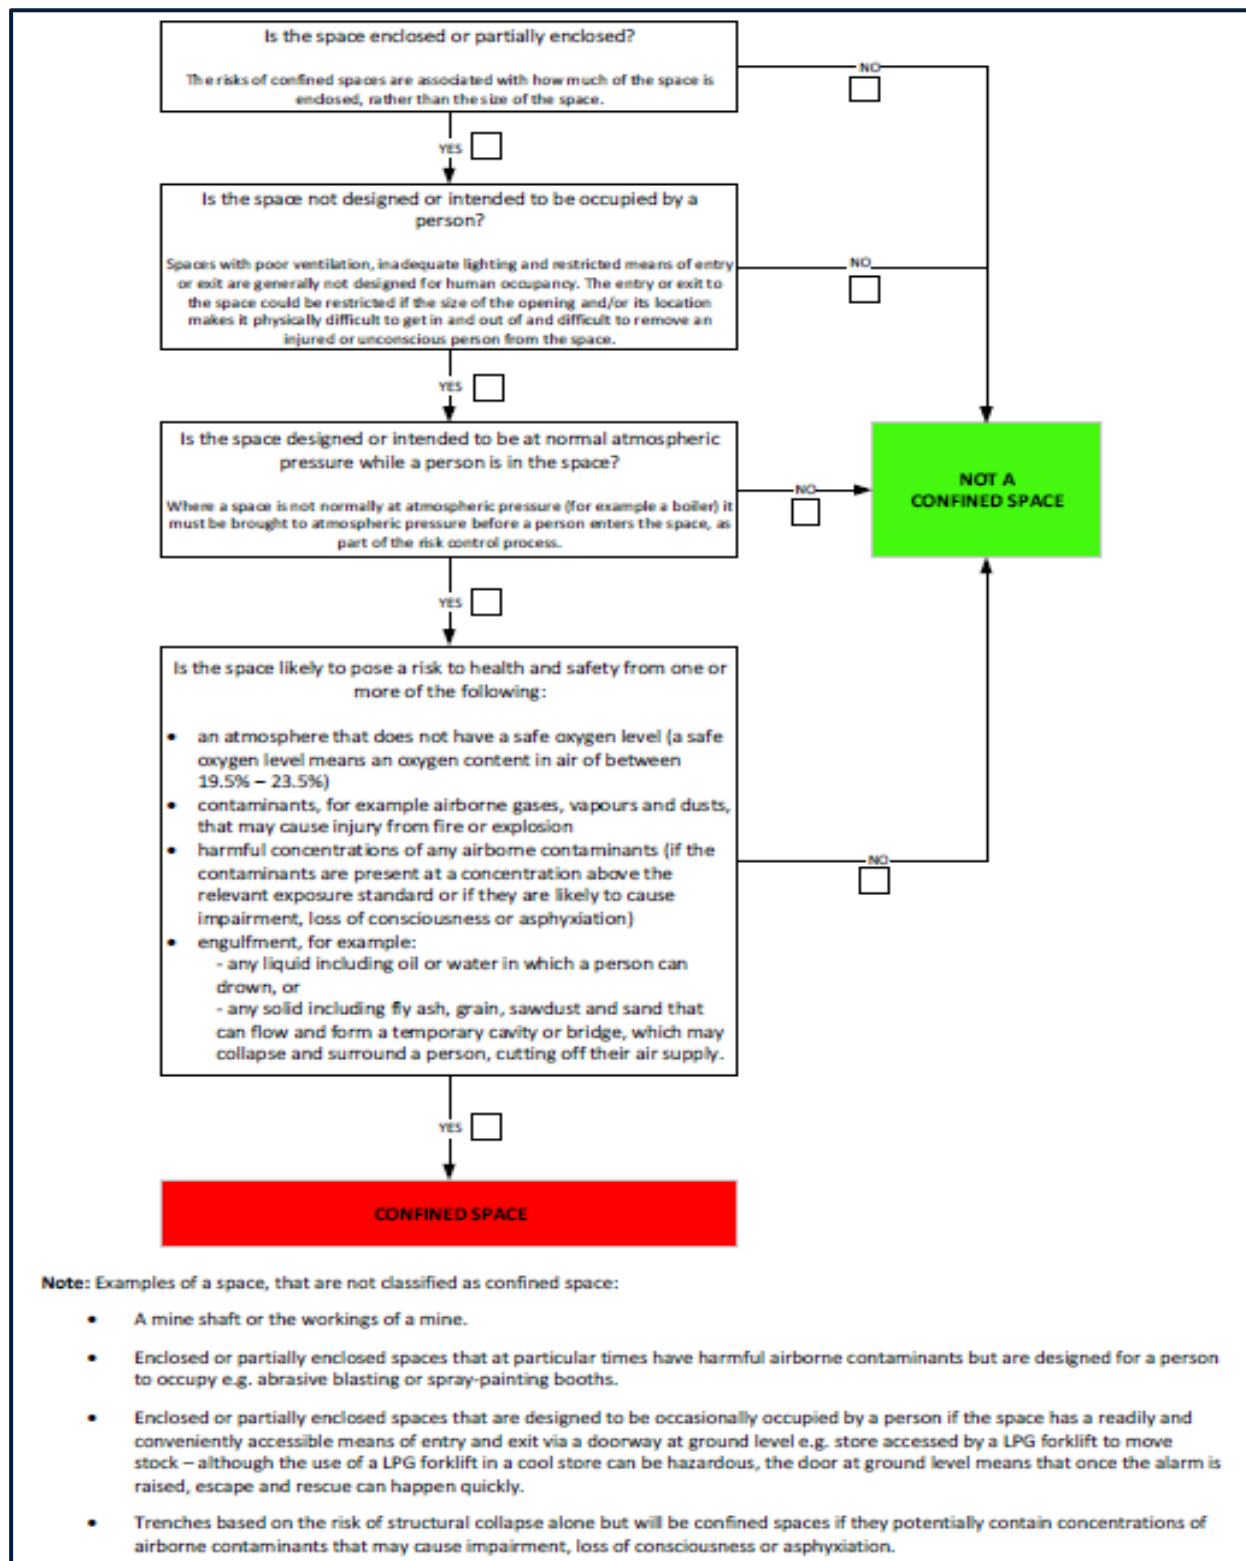 Is the space enclosed or partially enclosed?
The risks of confined spaces are associated with how much of the space is
enclosed, rather than the size of the space.
NO
YES
Is the space not designed or intended to be occupied by a
person?
Spaces with poor ventilation, inadequate lighting and restricted means of entry
or exit are generally not designed for human occupancy. The entry or exit to
the space could be restricted if the size of the opening and/or its location
makes it physically difficult to get in and out of and difficult to remove an
injured or unconscious person from the space.
NO
YES
Is the space designed or intended to be at normal atmospheric
pressure while a person is in the space?
Where a space is not normally at atmospheric pressure (for example a boiler) it
must be brought to atmospheric pressure before a person enters the space, as
part of the risk control process.
NO
NOT A
CONFINED SPACE
YES
Is the space likely to pose a risk to health and safety from one or
more of the following:
• an atmosphere that does not have a safe oxygen level (a safe
oxygen level means an oxygen content in air of between
19.5% – 23.5%)
• contaminants, for example airborne gases, vapours and dusts,
that may cause injury from fire or explosion
• harmful concentrations of any airborne contaminants (if the
contaminants are present at a concentration above the
relevant exposure standard or if they are likely to cause
impairment, loss of consciousness or asphyxiation)
• engulfment, for example:
- any liquid including oil or water in which a person can
drown, or
- any solid including fly ash, grain, sawdust and sand that
can flow and form a temporary cavity or bridge, which may
collapse and surround a person, cutting off their air supply.
NO
YES
CONFINED SPACE
Note: Examples of a space, that are not classified as confined space:
• A mine shaft or the workings of a mine.
• Enclosed or partially enclosed spaces that at particular times have harmful airborne contaminants but are designed for a person
to occupy e.g. abrasive blasting or spray-painting booths.
• Enclosed or partially enclosed spaces that are designed to be occasionally occupied by a person if the space has a readily and
conveniently accessible means of entry and exit via a doorway at ground level e.g. store accessed by a LPG forklift to move
stock – although the use of a LPG forklift in a cool store can be hazardous, the door at ground level means that once the alarm is
raised, escape and rescue can happen quickly.
• Trenches based on the risk of structural collapse alone but will be confined spaces if they potentially contain concentrations of
airborne contaminants that may cause impairment, loss of consciousness or asphyxiation.